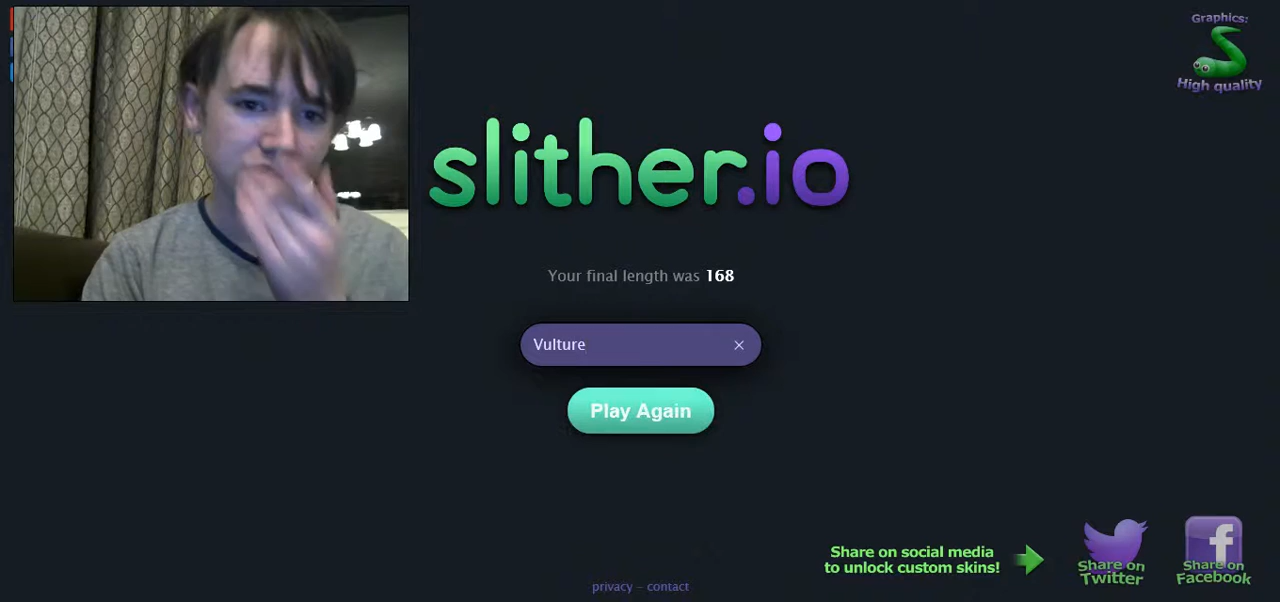 Graphics:
High quality
slither.io
Your final length was 168
Vulture
Play Again
Share on social media
to unlock custom skins!
Share on
Twitter
Share on
Facebook
privacy - contact